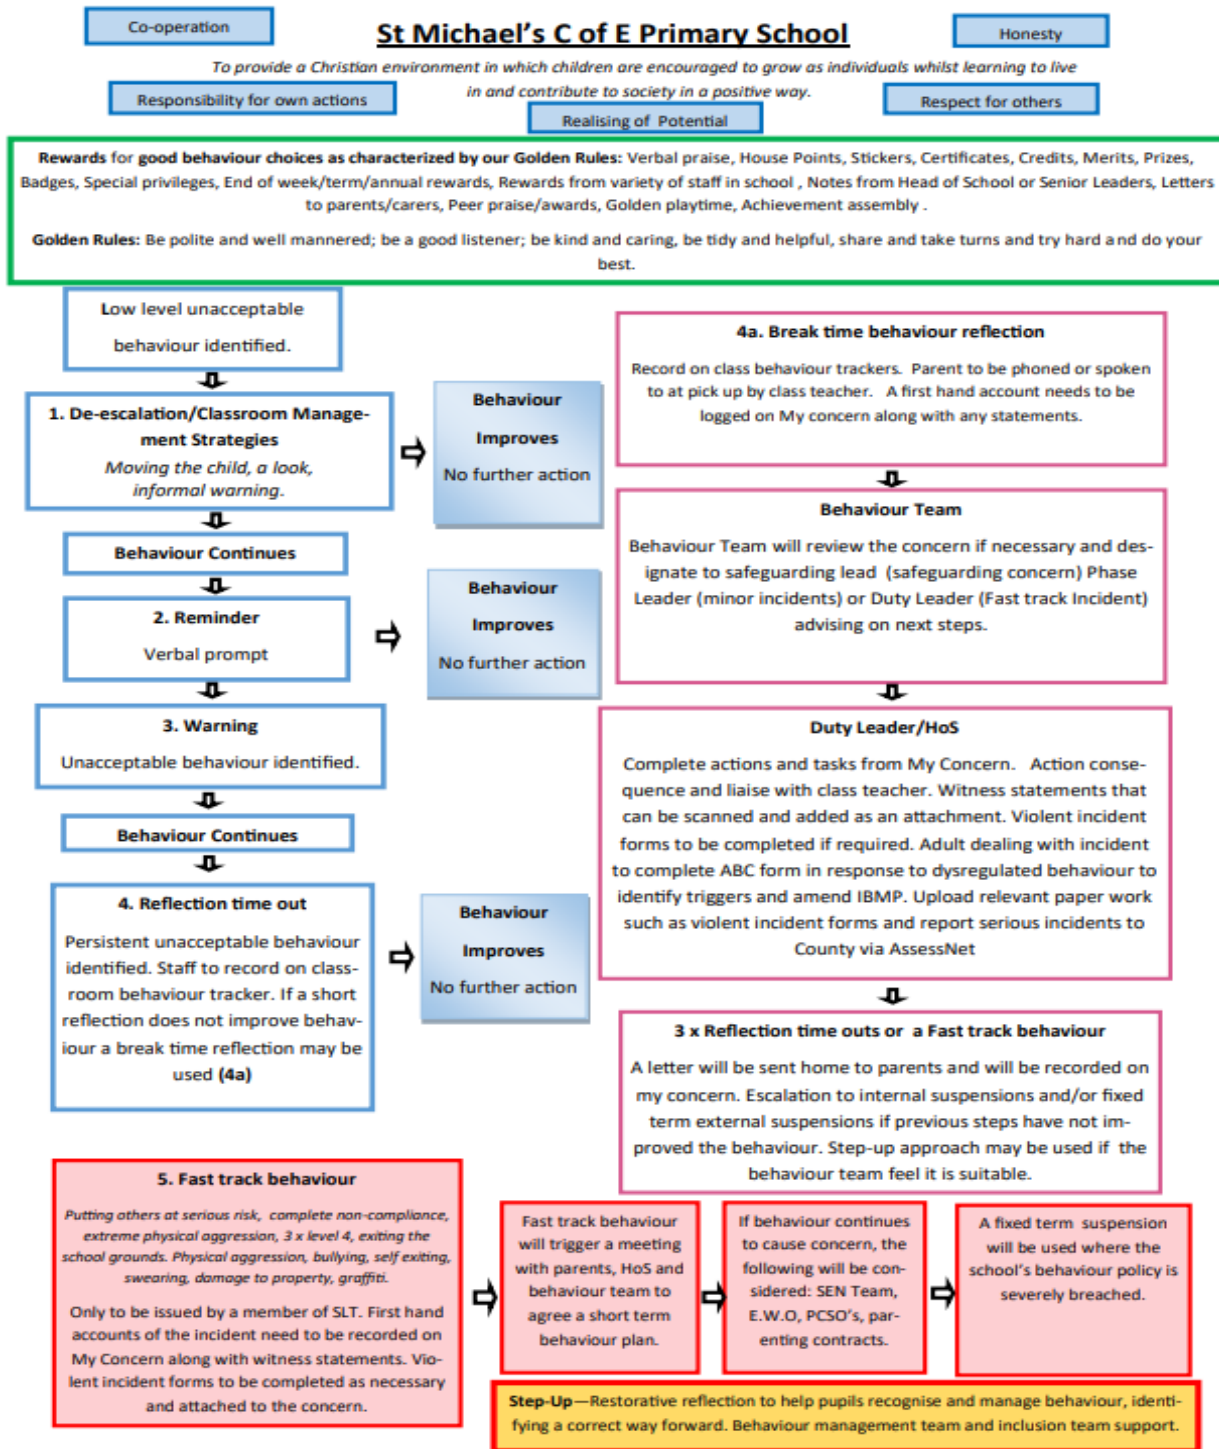 Co-operation
St Michael's C of E Primary School
Honesty
To provide a Christian environment in which children are encouraged to grow as individuals whilst learning to live
in and contribute to society in a positive way.
Responsibility for own actions
Respect for others
Realising of Potential
Rewards for good behaviour choices as characterized by our Golden Rules: Verbal praise, House Points, Stickers, Certificates, Credits, Merits, Prizes,
Badges, Special privileges, End of week/term/annual rewards, Rewards from variety of staff in school , Notes from Head of School or Senior Leaders, Letters
to parents/carers, Peer praise/awards, Golden playtime, Achievement assembly .
Golden Rules: Be polite and well mannered; be a good listener; be kind and caring, be tidy and helpful, share and take turns and try hard and do your
best.
Low level unacceptable
behaviour identified.
1. De-escalation/Classroom Manage-
ment Strategies
Moving the child, a look,
informal warning.
Behaviour
Improves
No further action
Behaviour Continues
2. Reminder
Verbal prompt
Behaviour
Improves
No further action
3. Warning
Unacceptable behaviour identified.
Behaviour Continues
4. Reflection time out
Persistent unacceptable behaviour
identified. Staff to record on class-
room behaviour tracker. If a short
reflection does not improve behav-
iour a break time reflection may be
used (4a)
Behaviour
Improves
No further action
4a. Break time behaviour reflection
Record on class behaviour trackers. Parent to be phoned or spoken
to at pick up by class teacher. A first hand account needs to be
logged on My concern along with any statements.
Behaviour Team
Behaviour Team will review the concern if necessary and des-
ignate to safeguarding lead (safeguarding concern) Phase
Leader (minor incidents) or Duty Leader (Fast track Incident)
advising on next steps.
Duty Leader/HoS
Complete actions and tasks from My Concern. Action conse-
quence and liaise with class teacher. Witness statements that
can be scanned and added as an attachment. Violent incident
forms to be completed if required. Adult dealing with incident
to complete ABC form in response to dysregulated behaviour to
identify triggers and amend IBMP. Upload relevant paper work
such as violent incident forms and report serious incidents to
County via AssessNet
3 x Reflection time outs or a Fast track behaviour
A letter will be sent home to parents and will be recorded on
my concern. Escalation to internal suspensions and/or fixed
term external suspensions if previous steps have not im-
proved the behaviour. Step-up approach may be used if the
behaviour team feel it is suitable.
5. Fast track behaviour
Putting others at serious risk, complete non-compliance,
extreme physical aggression, 3 x level 4, exiting the
school grounds. Physical aggression, bullying, self exiting,
swearing, damage to property, graffiti.
Only to be issued by a member of SLT. First hand
accounts of the incident need to be recorded on
My Concern along with witness statements. Vio-
lent incident forms to be completed as necessary
and attached to the concern.
Fast track behaviour
will trigger a meeting
with parents, HoS and
behaviour team to
agree a short term
behaviour plan.
If behaviour continues
to cause concern, the
following will be con-
sidered: SEN Team,
E.W.O, PCSO's, par-
enting contracts.
A fixed term suspension
will be used where the
school's behaviour policy is
severely breached.
Step-Up—Restorative reflection to help pupils recognise and manage behaviour, identi-
fying a correct way forward. Behaviour management team and inclusion team support.